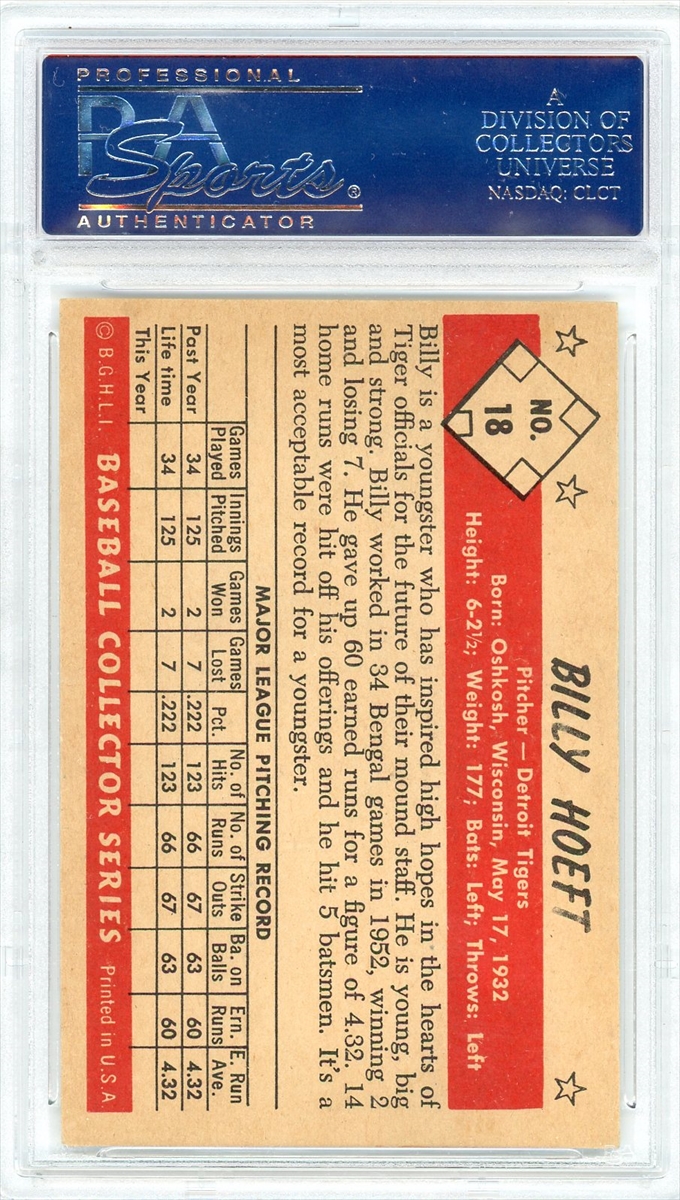 PROFESSIONAL
PSA
Sports®
AUTHENTICATOR
A
DIVISION OF
COLLECTORS
UNIVERSE
NASDAQ: CLCT
NO.
18
BILLY HOEFT
Pitcher — Detroit Tigers
Born: Oshkosh, Wisconsin, May 17, 1932
Height: 6-2½; Weight: 177; Bats: Left; Throws: Left
Billy is a youngster who has inspired high hopes in the hearts of
Tiger officials for the future of their mound staff. He is young, big
and strong. Billy worked in 34 Bengal games in 1952, winning 2
and losing 7. He gave up 60 earned runs for a figure of 4.32. 14
home runs were hit off his offerings and he hit 5 batsmen. It's a
most acceptable record for a youngster.
MAJOR LEAGUE PITCHING RECORD
Games Played Innings Pitched Games Won Games Lost Pct. No. of Hits No. of Runs Strike Outs Ba. on Balls Ern. Runs E. Run Ave.
Past Year 34 125 2 7 .222 123 66 67 63 60 4.32
Life time 34 125 2 7 .222 123 66 67 63 60 4.32
This Year
© B.G.H.L.I. BASEBALL COLLECTOR SERIES Printed in U.S.A.